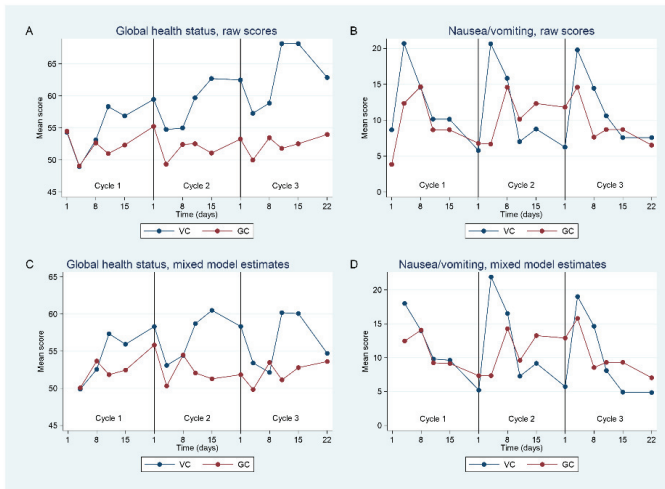 A
Global health status, raw scores
Mean score
65
60
55
50
45
Cycle 1
Cycle 2
Cycle 3
1
8
15
1
8
15
1
8
15
22
Time (days)
VC
GC
B
Nausea/vomiting, raw scores
Mean score
20
15
10
5
0
Cycle 1
Cycle 2
Cycle 3
1
8
15
1
8
15
1
8
15
22
Time (days)
VC
GC
C
Global health status, mixed model estimates
Mean score
65
60
55
50
45
Cycle 1
Cycle 2
Cycle 3
1
8
15
1
8
15
1
8
15
22
Time (days)
VC
GC
D
Nausea/vomiting, mixed model estimates
Mean score
20
15
10
5
0
Cycle 1
Cycle 2
Cycle 3
1
8
15
1
8
15
1
8
15
22
Time (days)
VC
GC